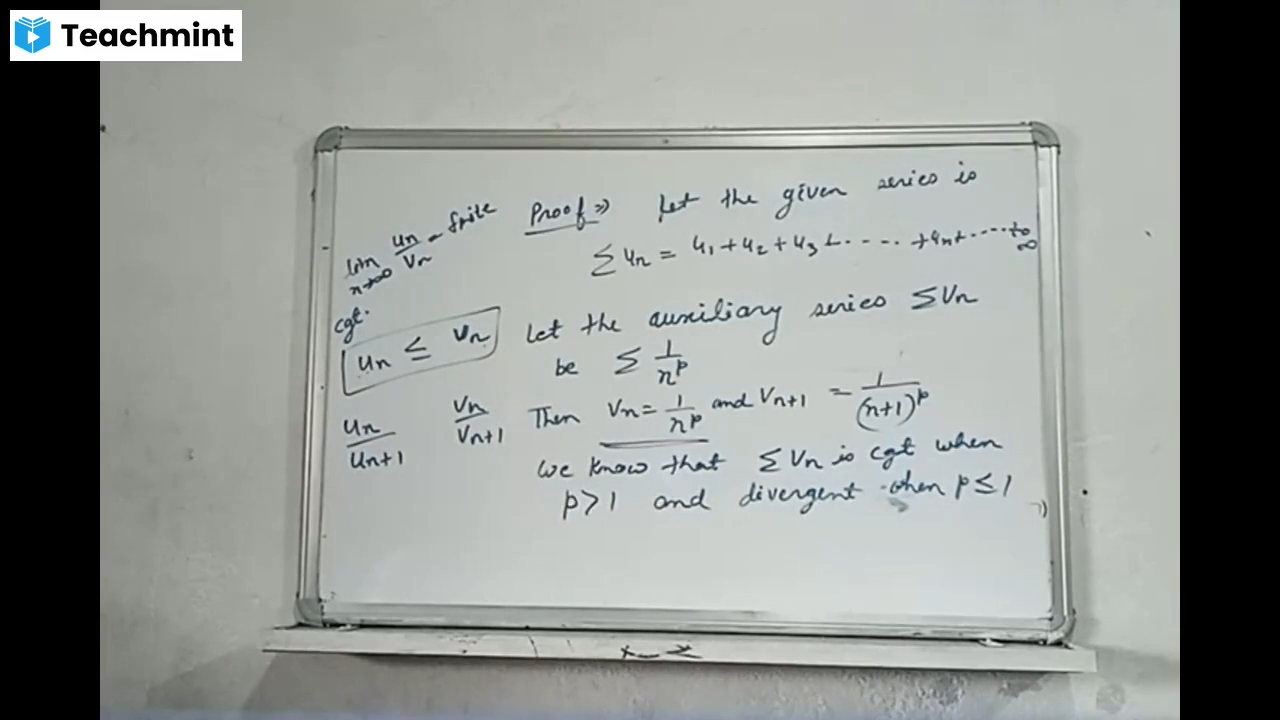 Teachmint
Proof ⇒ Let the given series is
∑ un = u1 + u2 + u3 + ..... + un + ..... to ∞
Let the auxiliary series ∑Vn
be ∑ 1/n^p
Then Vn = 1/n^p and Vn+1 = 1/(n+1)^p
We know that ∑ Vn is cgt when
p > 1 and divergent when p ≤ 1
lim n→∞ un/Vn = finite
cgt.
un ≤ vn
un/un+1 Vn/Vn+1